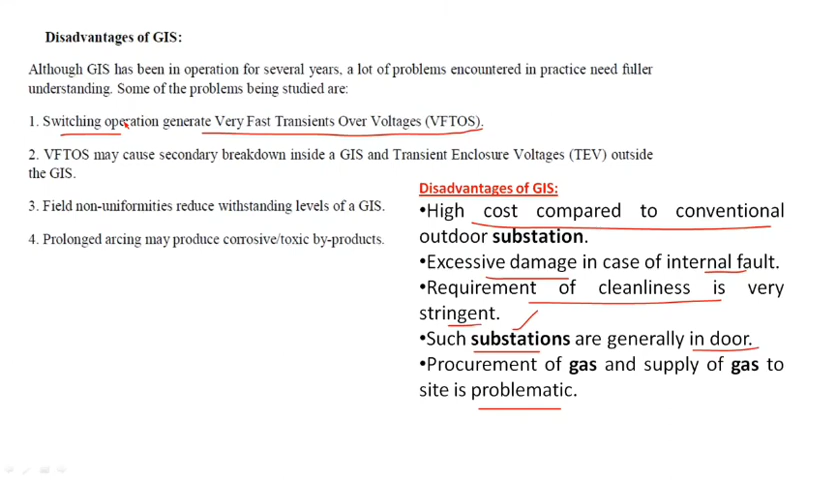 Disadvantages of GIS:
Although GIS has been in operation for several years, a lot of problems encountered in practice need fuller
understanding. Some of the problems being studied are:
1. Switching operation generate Very Fast Transients Over Voltages (VFTOS).
2. VFTOS may cause secondary breakdown inside a GIS and Transient Enclosure Voltages (TEV) outside
the GIS.
3. Field non-uniformities reduce withstanding levels of a GIS.
4. Prolonged arcing may produce corrosive/toxic by-products.
Disadvantages of GIS:
•High cost compared to conventional
outdoor substation.
•Excessive damage in case of internal fault.
•Requirement of cleanliness is very
stringent.
•Such substations are generally in door.
•Procurement of gas and supply of gas to
site is problematic.